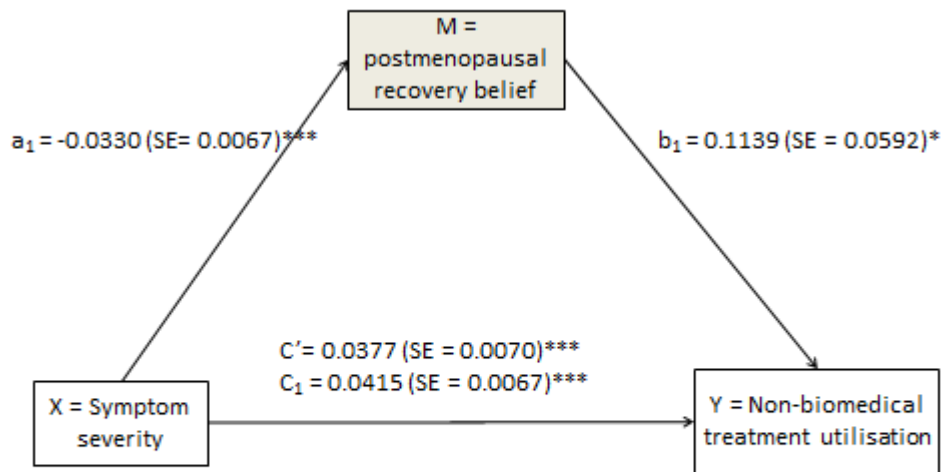 M =
postmenopausal
recovery belief
a₁ = -0.0330 (SE= 0.0067)***
b₁ = 0.1139 (SE = 0.0592)*
C’= 0.0377 (SE = 0.0070)***
C₁ = 0.0415 (SE = 0.0067)***
X = Symptom
severity
Y = Non-biomedical
treatment utilisation